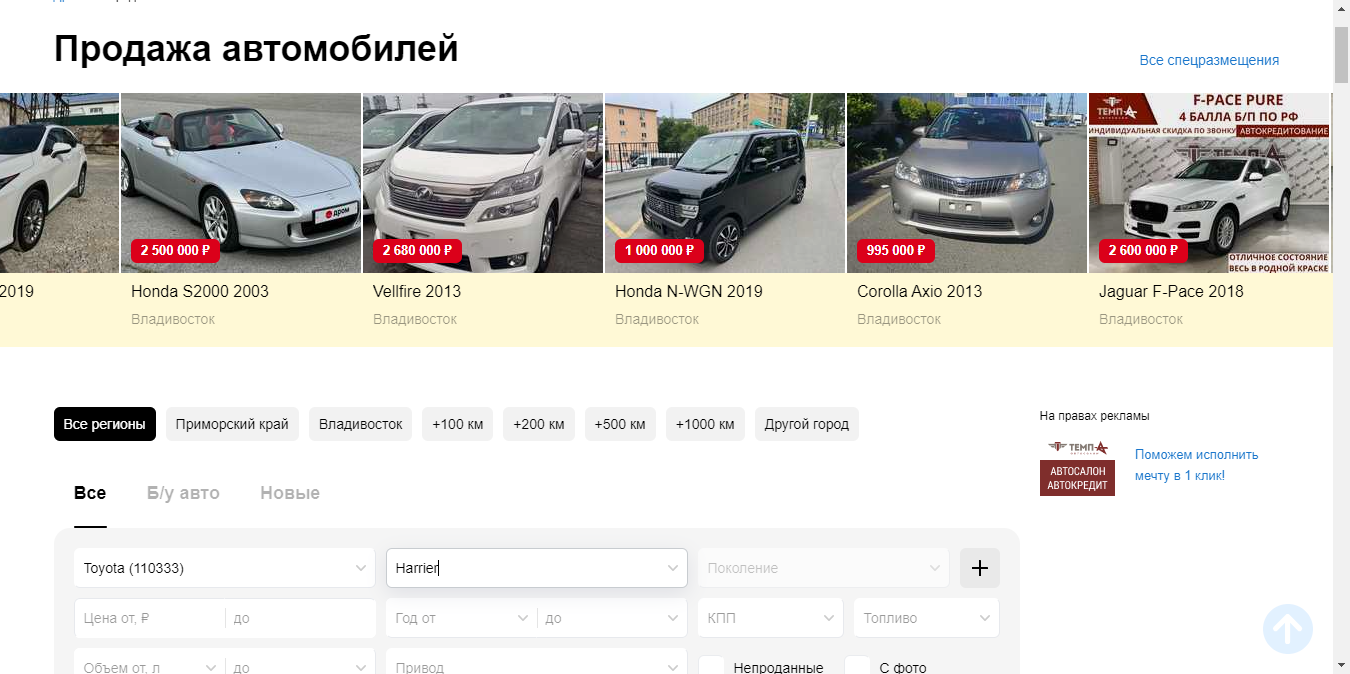 Продажа автомобилей
Все спецразмещения
дром
F-PACE PURE
4 БАЛЛА Б/П ПО РФ
ТЕМП-А
ИНДИВИДУАЛЬНАЯ СКИДКА ПО ЗВОНКУ АВТОКРЕДИТОВАНИЕ
ТЕМП-А
ОТЛИЧНОЕ СОСТОЯНИЕ
ВЕСЬ В РОДНОЙ КРАСКЕ
2 500 000 ₽ 2 680 000 ₽ 1 000 000 ₽ 995 000 ₽ 2 600 000 ₽
2019 Honda S2000 2003 Vellfire 2013 Honda N-WGN 2019 Corolla Axio 2013 Jaguar F-Pace 2018
Владивосток Владивосток Владивосток Владивосток Владивосток
Все регионы Приморский край Владивосток +100 км +200 км +500 км +1000 км Другой город
На правах рекламы
ТЕМП-А
АВТОСАЛОН
АВТОКРЕДИТ
Поможем исполнить
мечту в 1 клик!
Все Б/у авто Новые
Toyota (110333) Harrier Поколение
Цена от, ₽ до Год от до КПП Топливо
Объем от, л до Привод Непроданные С фото